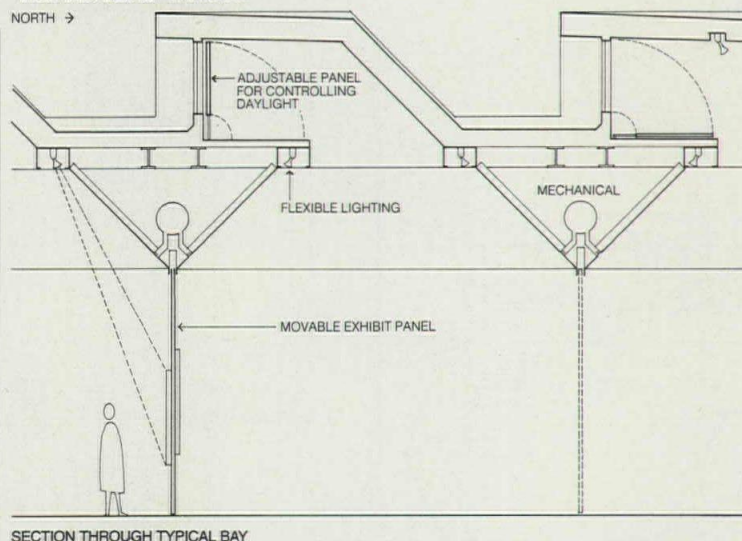 NORTH →
ADJUSTABLE PANEL
FOR CONTROLLING
DAYLIGHT
FLEXIBLE LIGHTING
MECHANICAL
MOVABLE EXHIBIT PANEL
SECTION THROUGH TYPICAL BAY